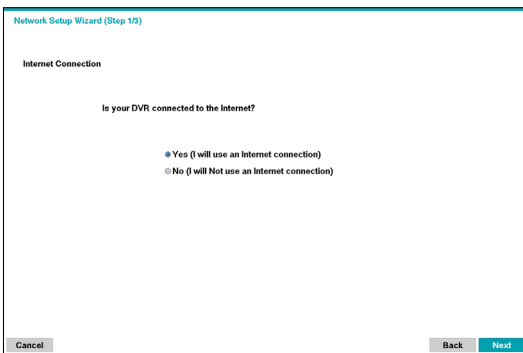 Network Setup Wizard (Step 1/3)
Internet Connection
Is your DVR connected to the Internet?
Yes (I will use an Internet connection)
No (I will Not use an Internet connection)
Cancel
Back
Next